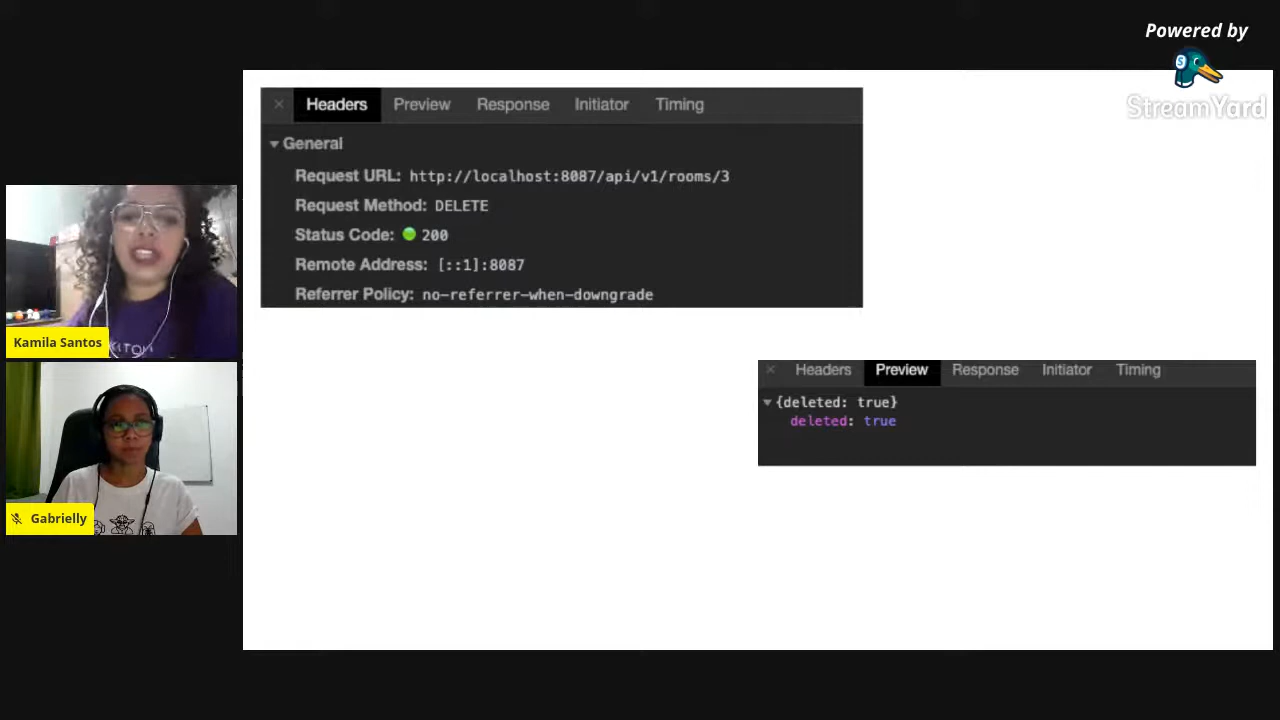 Powered by
StreamYard
× Headers Preview Response Initiator Timing
General
Request URL: http://localhost:8087/api/v1/rooms/3
Request Method: DELETE
Status Code: 200
Remote Address: [::1]:8087
Referrer Policy: no-referrer-when-downgrade
× Headers Preview Response Initiator Timing
{deleted: true}
deleted: true
Kamila Santos
Gabrielly